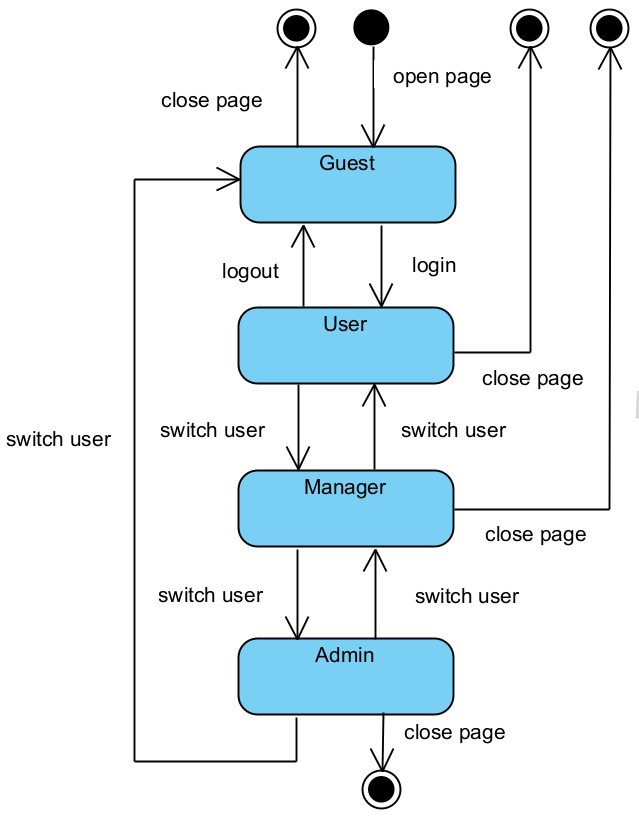 open page
close page
Guest
logout
login
User
close page
switch user
switch user
switch user
Manager
close page
switch user
switch user
Admin
close page